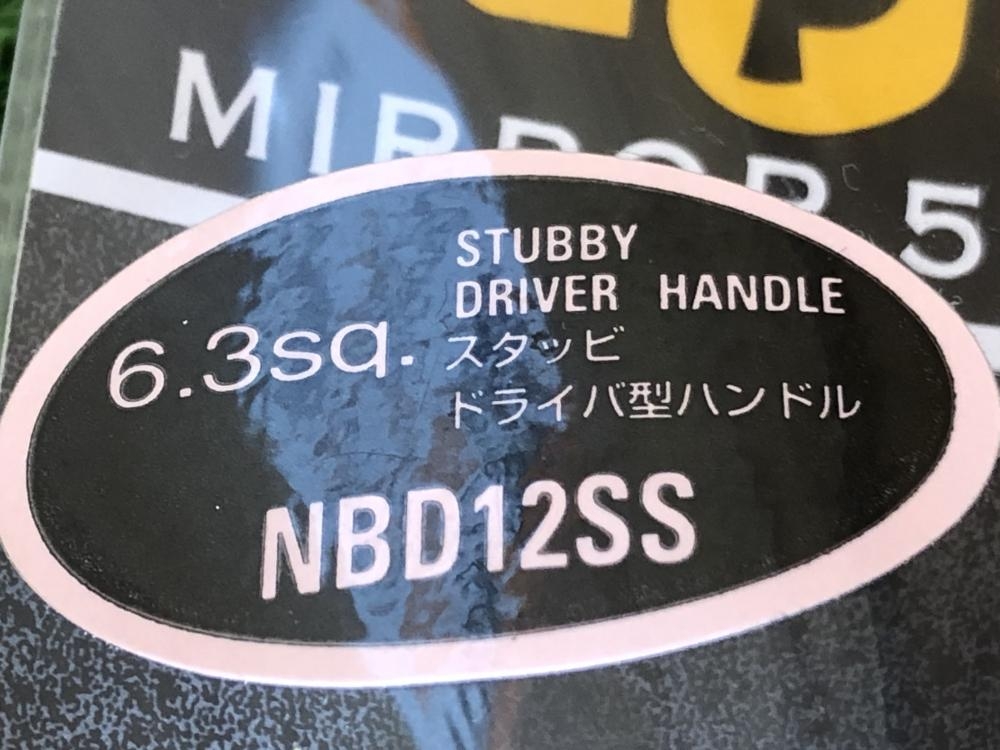 MIRROR 5
6.3sq.
STUBBY
DRIVER HANDLE
スタッビ
ドライバ型ハンドル
NBD12SS